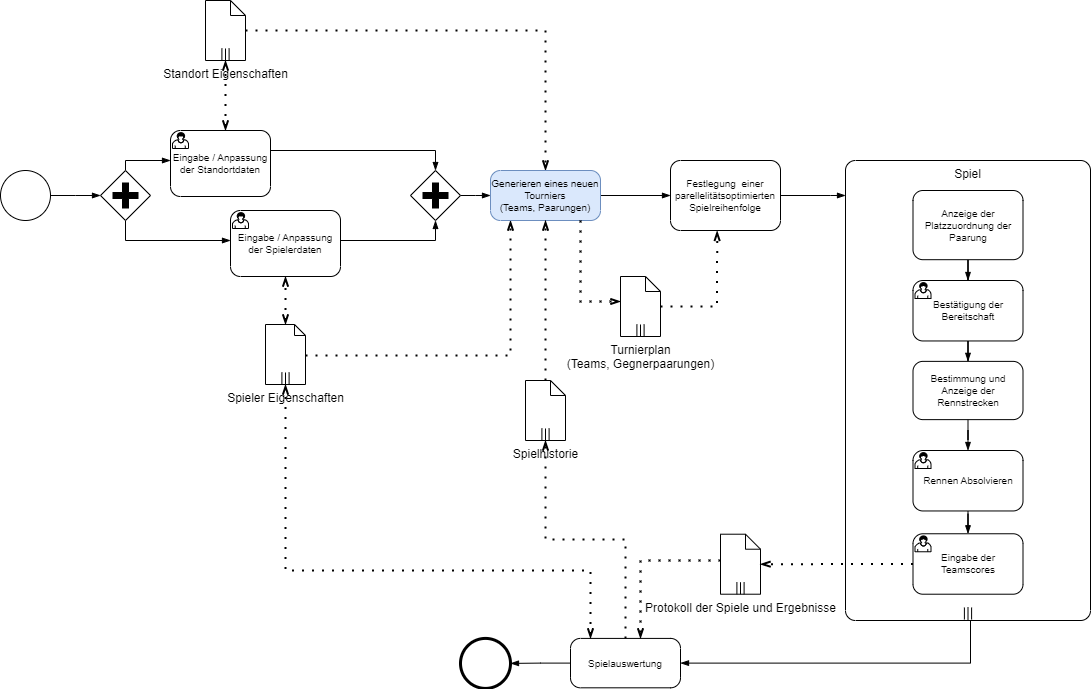 Standort Eigenschaften
Eingabe / Anpassung
der Standortdaten
Eingabe / Anpassung
der Spielerdaten
Spieler Eigenschaften
Generieren eines neuen
Tourniers
(Teams, Paarungen)
Turnierplan
(Teams, Gegnerpaarungen)
Spielhistorie
Festlegung einer
parellelitätsoptimierten
Spielreihenfolge
Spiel
Anzeige der
Platzzuordnung der
Paarung
Bestätigung der
Bereitschaft
Bestimmung und
Anzeige der
Rennstrecken
Rennen Absolvieren
Eingabe der
Teamscores
Protokoll der Spiele und Ergebnisse
Spielauswertung